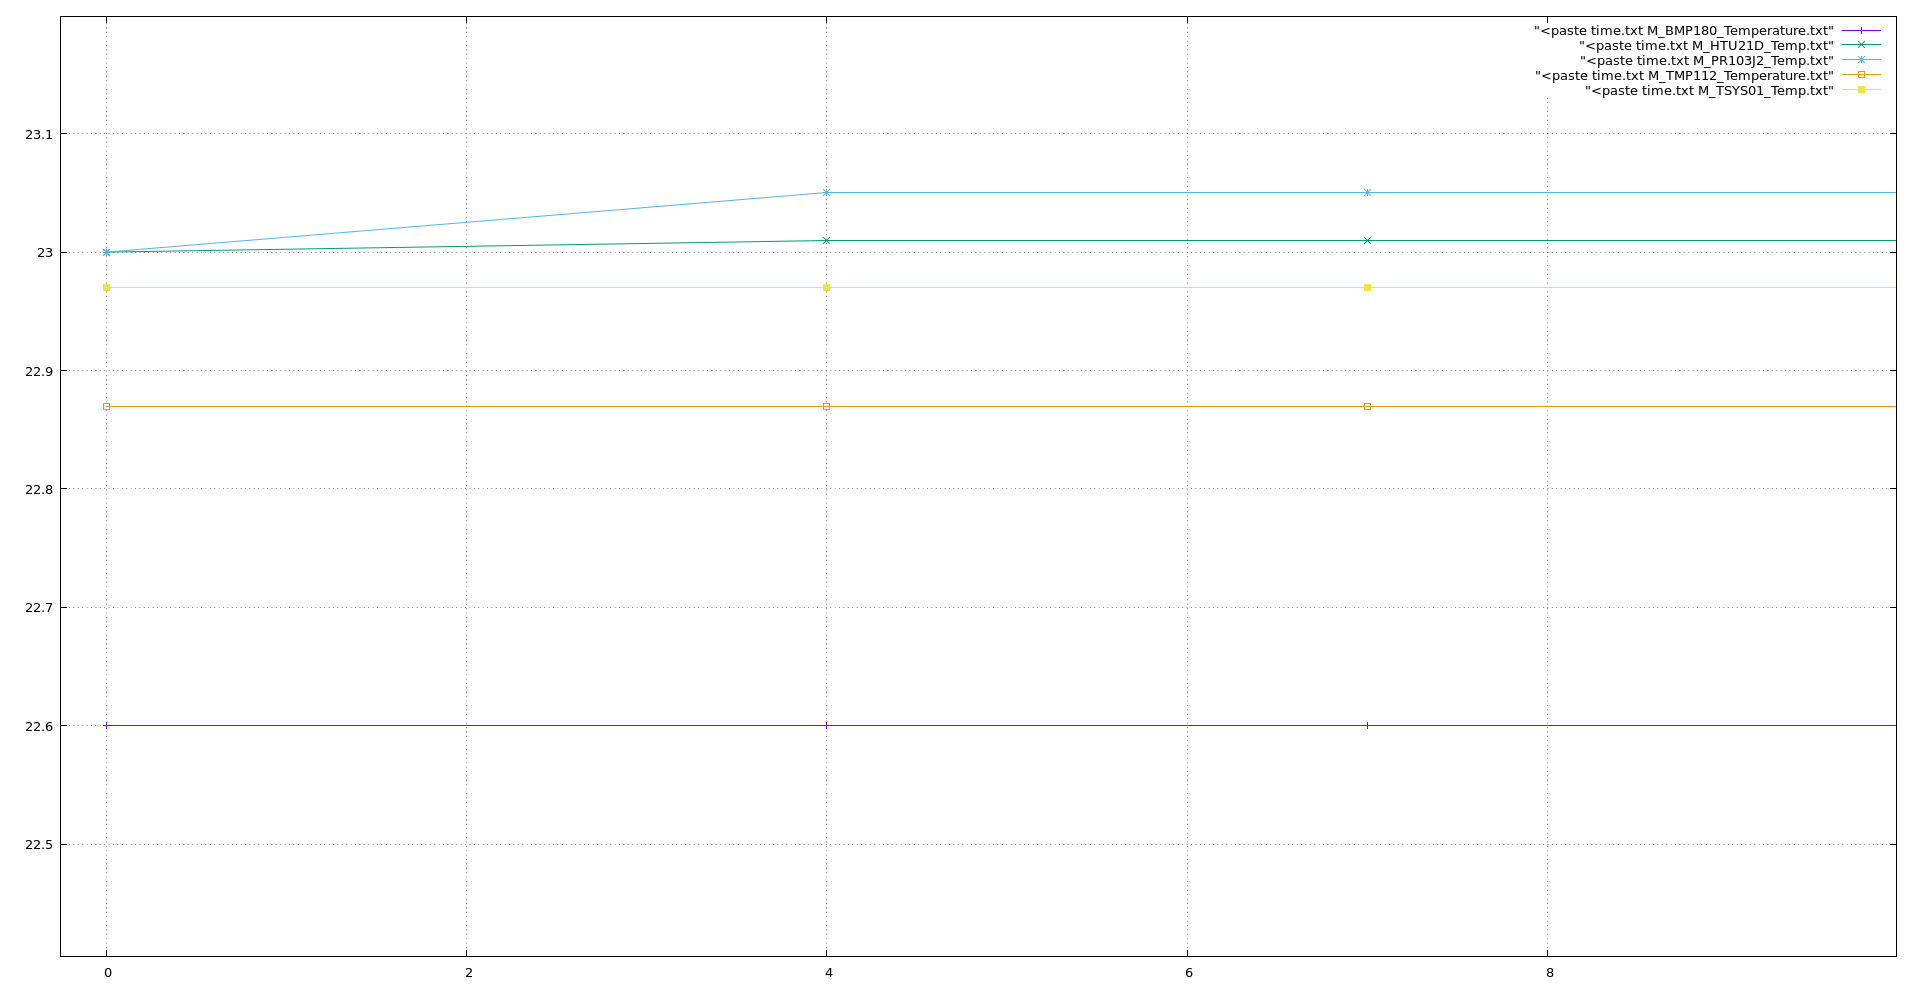 "<paste time.txt M_BMP180_Temperature.txt"
"<paste time.txt M_HTU21D_Temp.txt"
"<paste time.txt M_PR103J2_Temp.txt"
"<paste time.txt M_TMP112_Temperature.txt"
"<paste time.txt M_TSYS01_Temp.txt"
23.1
23
22.9
22.8
22.7
22.6
22.5
0 2 4 6 8